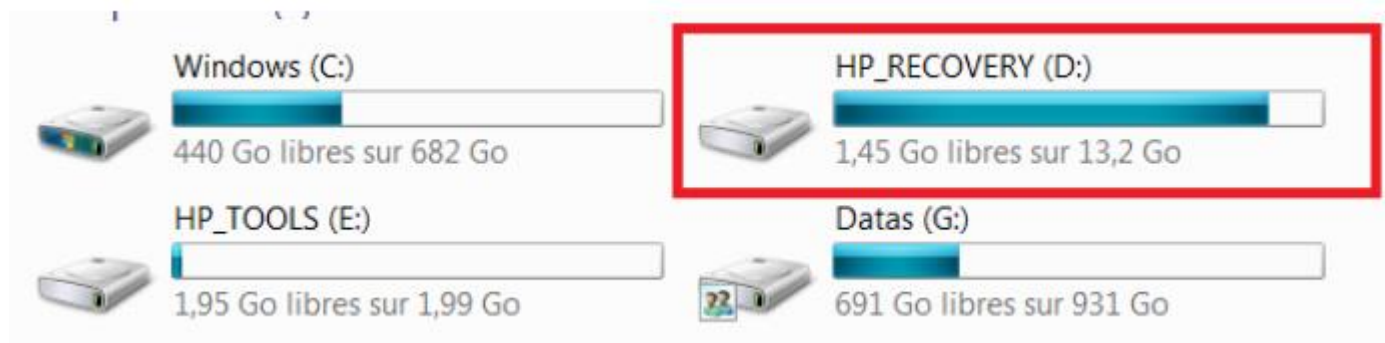 Windows (C:)
440 Go libres sur 682 Go
HP_RECOVERY (D:)
1,45 Go libres sur 13,2 Go
HP_TOOLS (E:)
1,95 Go libres sur 1,99 Go
Datas (G:)
691 Go libres sur 931 Go